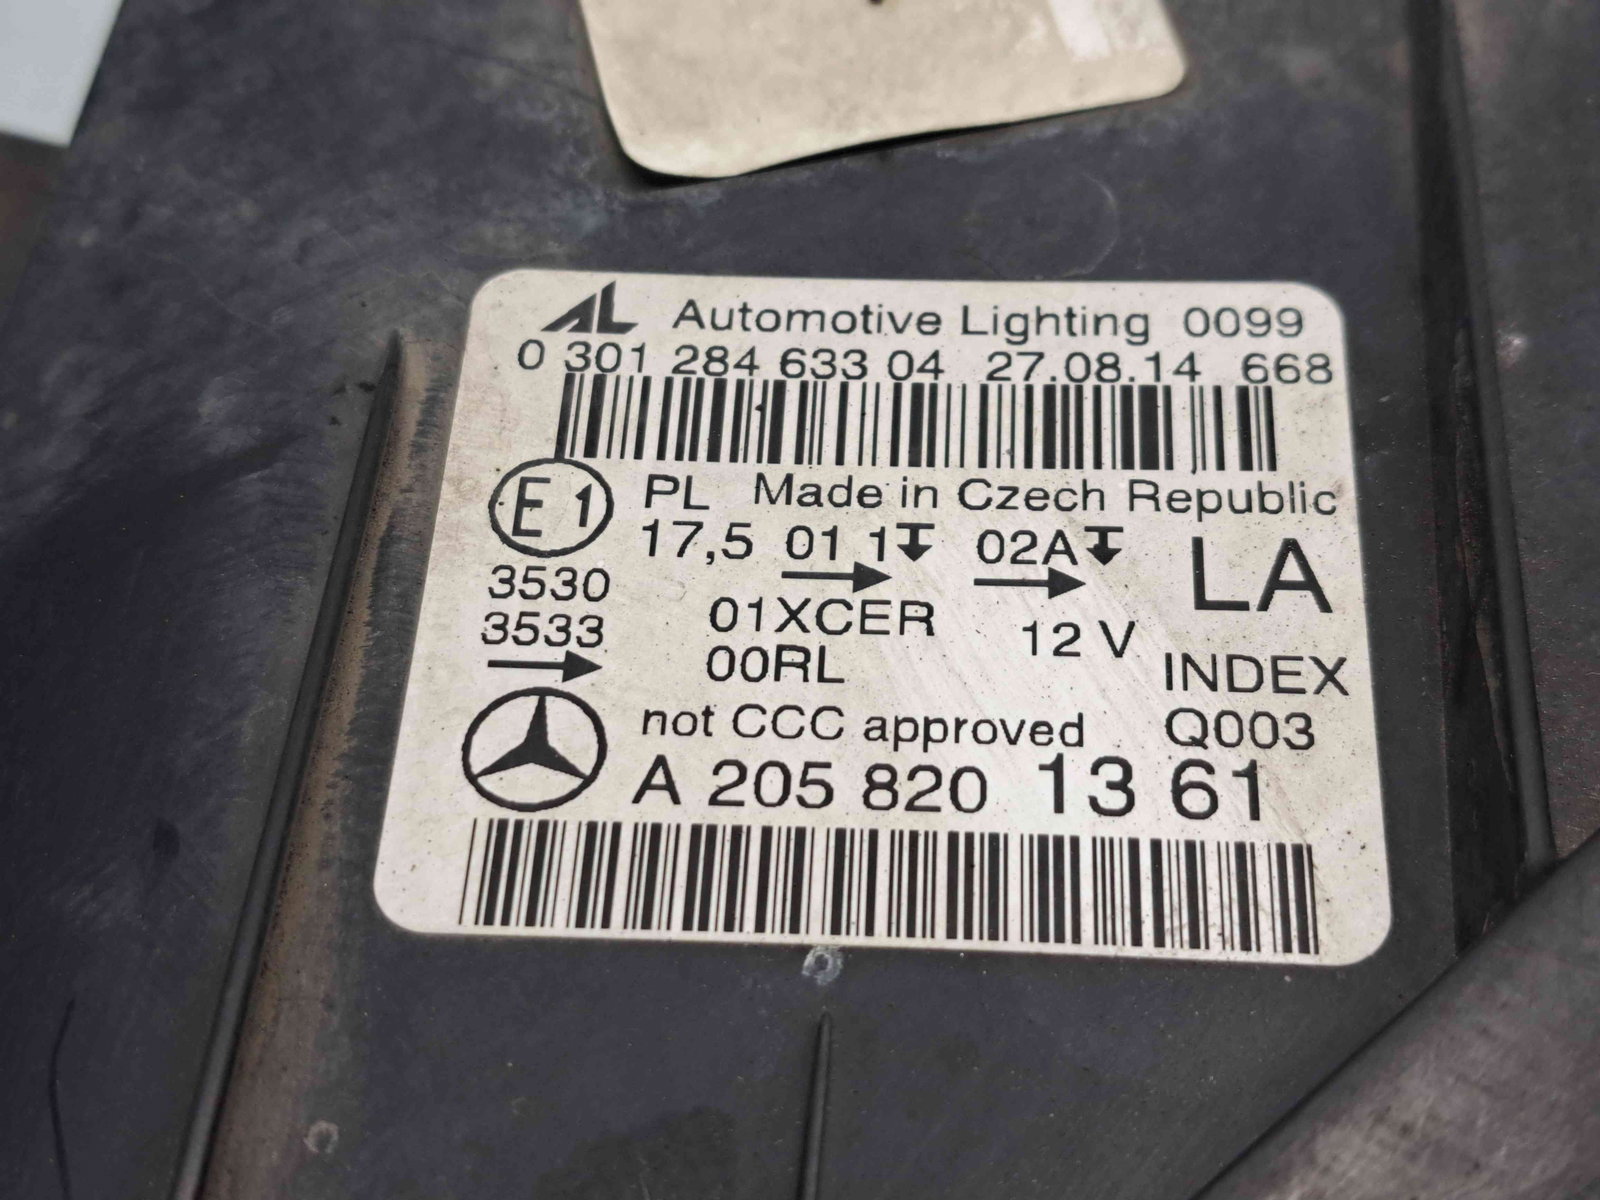 AL Automotive Lighting 0099
0 301 284 633 04 27.08.14 668
E1 PL Made in Czech Republic
17,5 01 1 02A LA
3530
3533
01XCER
00RL
12 V
INDEX
not CCC approved Q003
A 205 820 13 61